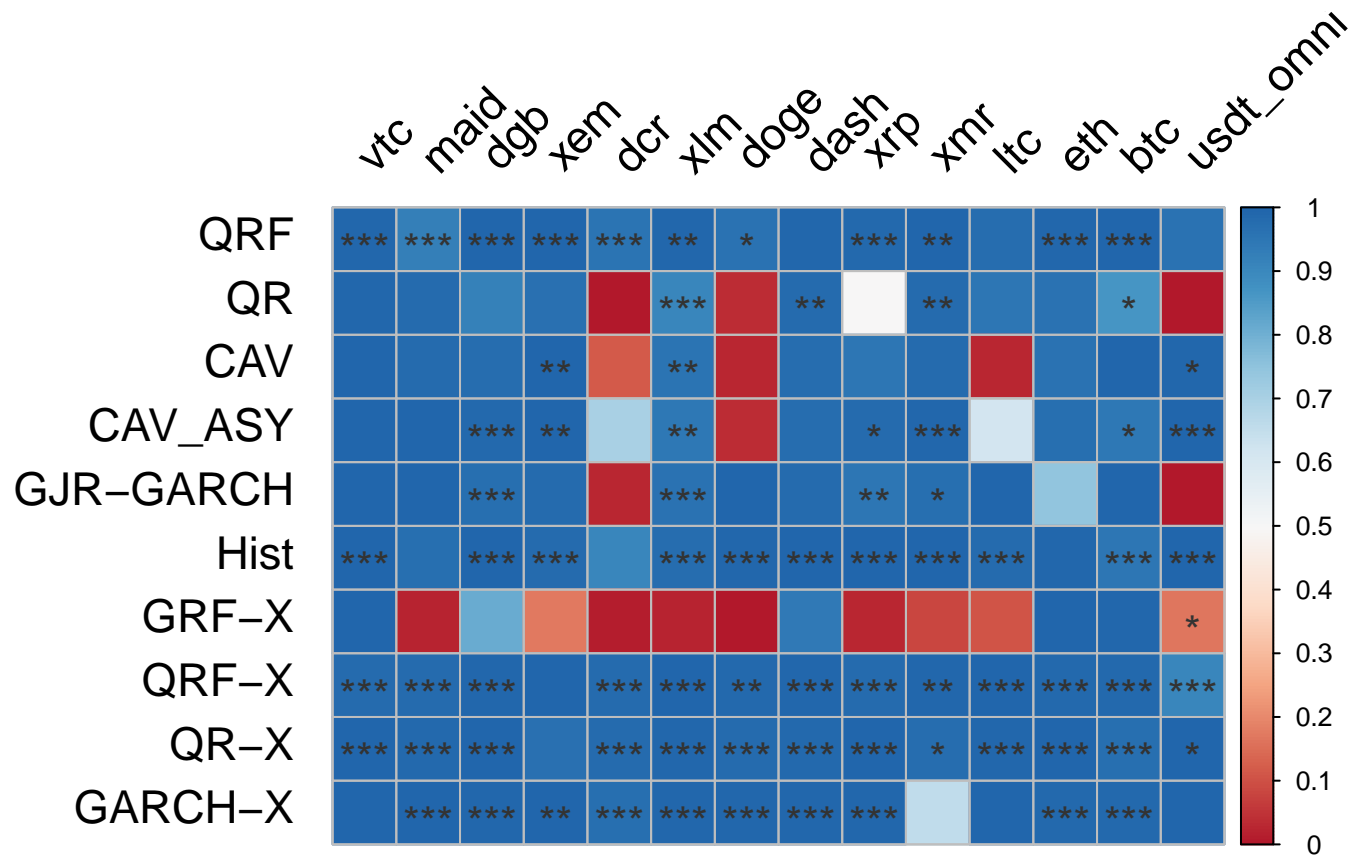 vtc maid dgb xem dcr xlm doge dash xrp xmr ltc eth btc usdt_omni
QRF *** *** *** *** *** ** * *** ** *** ***
QR *** ** ** *
CAV ** ** *
CAV_ASY *** ** ** * *** * ***
GJR−GARCH *** *** ** *
Hist *** *** *** *** *** *** *** *** *** *** ***
GRF−X *
QRF−X *** *** *** *** *** ** *** *** ** *** *** *** ***
QR−X *** *** *** *** *** *** *** *** * *** *** *** *
GARCH−X *** *** ** *** *** *** *** *** *** ***
1
0.9
0.8
0.7
0.6
0.5
0.4
0.3
0.2
0.1
0